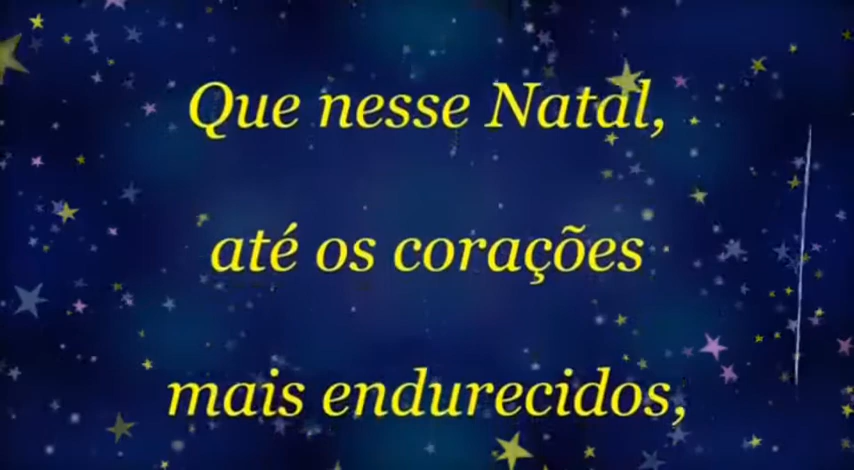 Que nesse Natal,
até os corações
mais endurecidos,